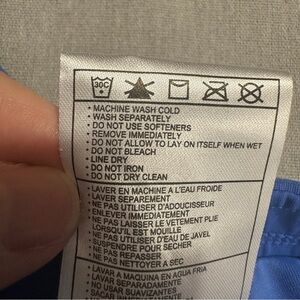 30C
• MACHINE WASH COLD
• WASH SEPARATELY
• DO NOT USE SOFTENERS
• REMOVE IMMEDIATELY
• DO NOT ALLOW TO LAY ON ITSELF WHEN WET
• DO NOT BLEACH
• LINE DRY
• DO NOT IRON
• DO NOT DRY CLEAN
• LAVER EN MACHINE A L'EAU FROIDE
• LAVER SEPAREMENT
• NE PAS UTILISER D'ADOUCISSEUR
• ENLEVER IMMEDIATEMENT
• NE PAS LAISSER LE VETEMENT PLIE
LORSQU'IL EST MOUILLE
• NE PAS UTILISER D'EAU DE JAVEL
• SUSPENDRE POUR SECHER
• NE PAS REPASSER
• NE PAS NETTOYER A SEC
• LAVAR A MAQUINA EN AGUA FRIA
• LAVAR SEPARADAMENTE
• NO USAR SUAVIZANTES